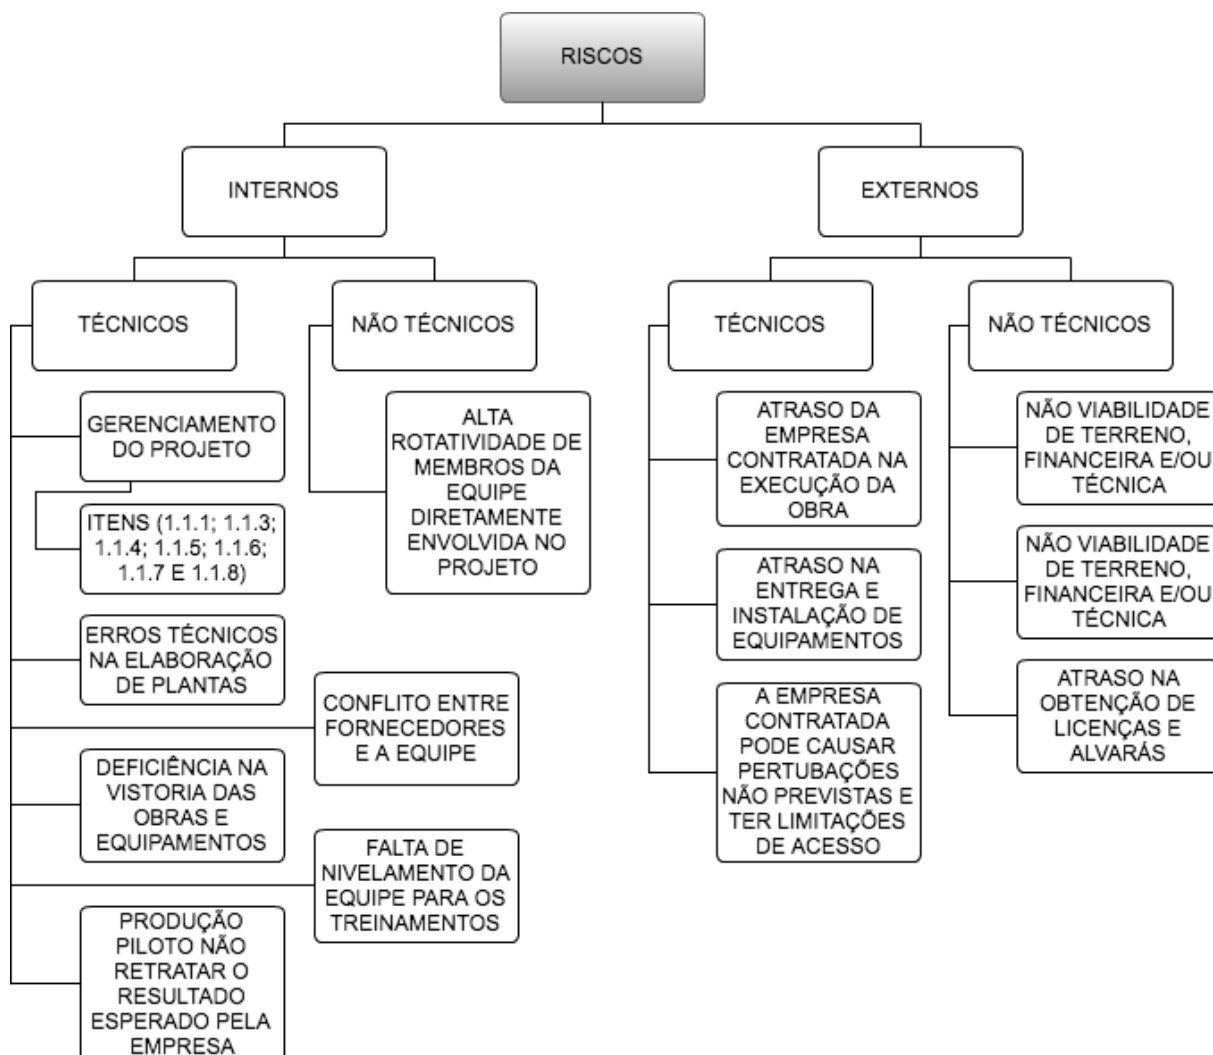 RISCOS
INTERNOS
EXTERNOS
TÉCNICOS
NÃO TÉCNICOS
TÉCNICOS
NÃO TÉCNICOS
GERENCIAMENTO
DO PROJETO
ITENS (1.1.1; 1.1.3;
1.1.4; 1.1.5; 1.1.6;
1.1.7 E 1.1.8)
ERROS TÉCNICOS
NA ELABORAÇÃO
DE PLANTAS
CONFLITO ENTRE
FORNECEDORES
E A EQUIPE
DEFICIÊNCIA NA
VISTORIA DAS
OBRAS E
EQUIPAMENTOS
FALTA DE
NIVELAMENTO DA
EQUIPE PARA OS
TREINAMENTOS
PRODUÇÃO
PILOTO NÃO
RETRATAR O
RESULTADO
ESPERADO PELA
EMPRESA
ALTA
ROTATIVIDADE DE
MEMBROS DA
EQUIPE
DIRETAMENTE
ENVOLVIDA NO
PROJETO
ATRASO DA
EMPRESA
CONTRATADA NA
EXECUÇÃO DA
OBRA
ATRASO NA
ENTREGA E
INSTALAÇÃO DE
EQUIPAMENTOS
A EMPRESA
CONTRATADA
PODE CAUSAR
PERTUBAÇÕES
NÃO PREVISTAS E
TER LIMITAÇÕES
DE ACESSO
NÃO VIABILIDADE
DE TERRENO,
FINANCEIRA E/OU
TÉCNICA
NÃO VIABILIDADE
DE TERRENO,
FINANCEIRA E/OU
TÉCNICA
ATRASO NA
OBTENÇÃO DE
LICENÇAS E
ALVARÁS